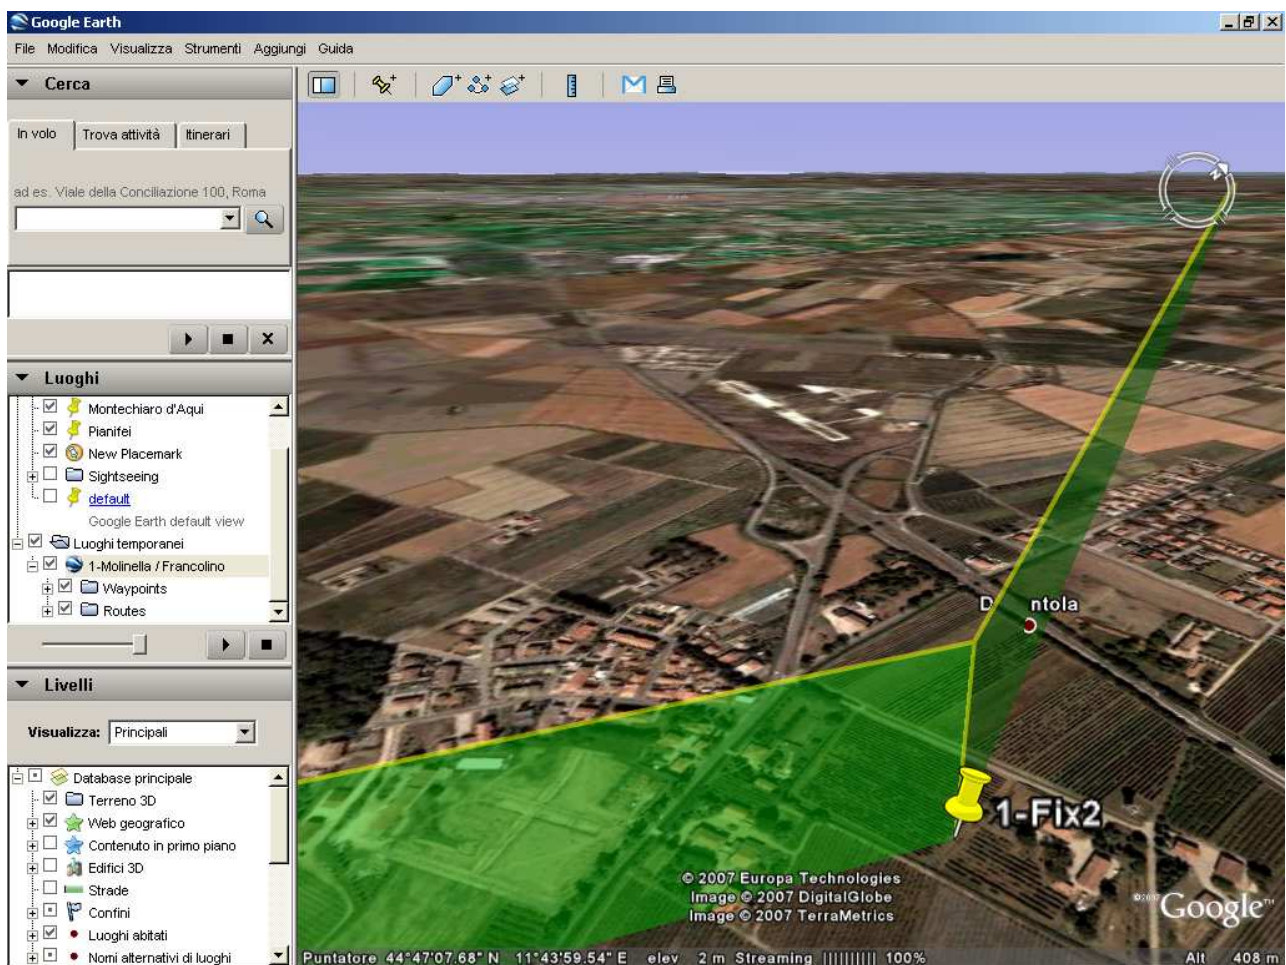 Google Earth
File Modifica Visualizza Strumenti Aggiungi Guida
Cerca
In volo Trova attività Itinerari
ad es. Viale della Conciliazione 100, Roma
Luoghi
Montechiaro d'Aqui
Pianifei
New Placemark
Sightseeing
default
Google Earth default view
Luoghi temporanei
1-Molinella / Francolino
Waypoints
Routes
Livelli
Visualizza: Principali
Database principale
Terreno 3D
Web geografico
Contenuto in primo piano
Edifici 3D
Strade
Confini
Luoghi abitati
Nomi alternativi di luoghi
N
D ntola
1-Fix2
© 2007 Europa Technologies
Image © 2007 DigitalGlobe
Image © 2007 TerraMetrics
©2007 Google™
Puntatore 44°47'07.68" N 11°43'59.54" E elev 2 m Streaming |||||||||| 100% Alt 408 m